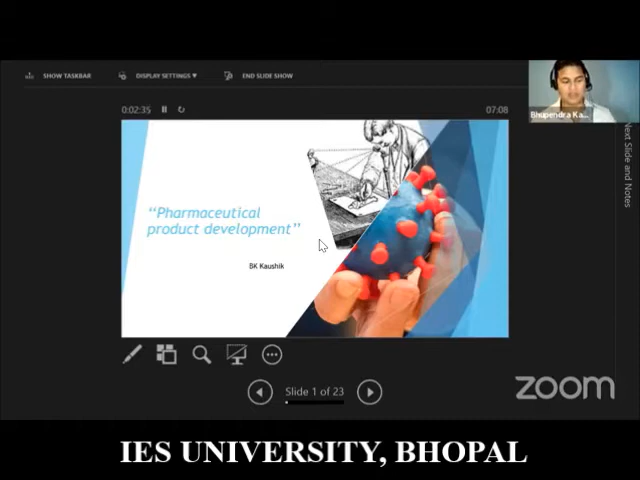 SHOW TASKBAR
DISPLAY SETTINGS ▼
END SLIDE SHOW
0:02:35
07:08
Bhupendra Ka...
Next Slide and Notes
“Pharmaceutical
product development”
BK Kaushik
Slide 1 of 23
zoom
IES UNIVERSITY, BHOPAL